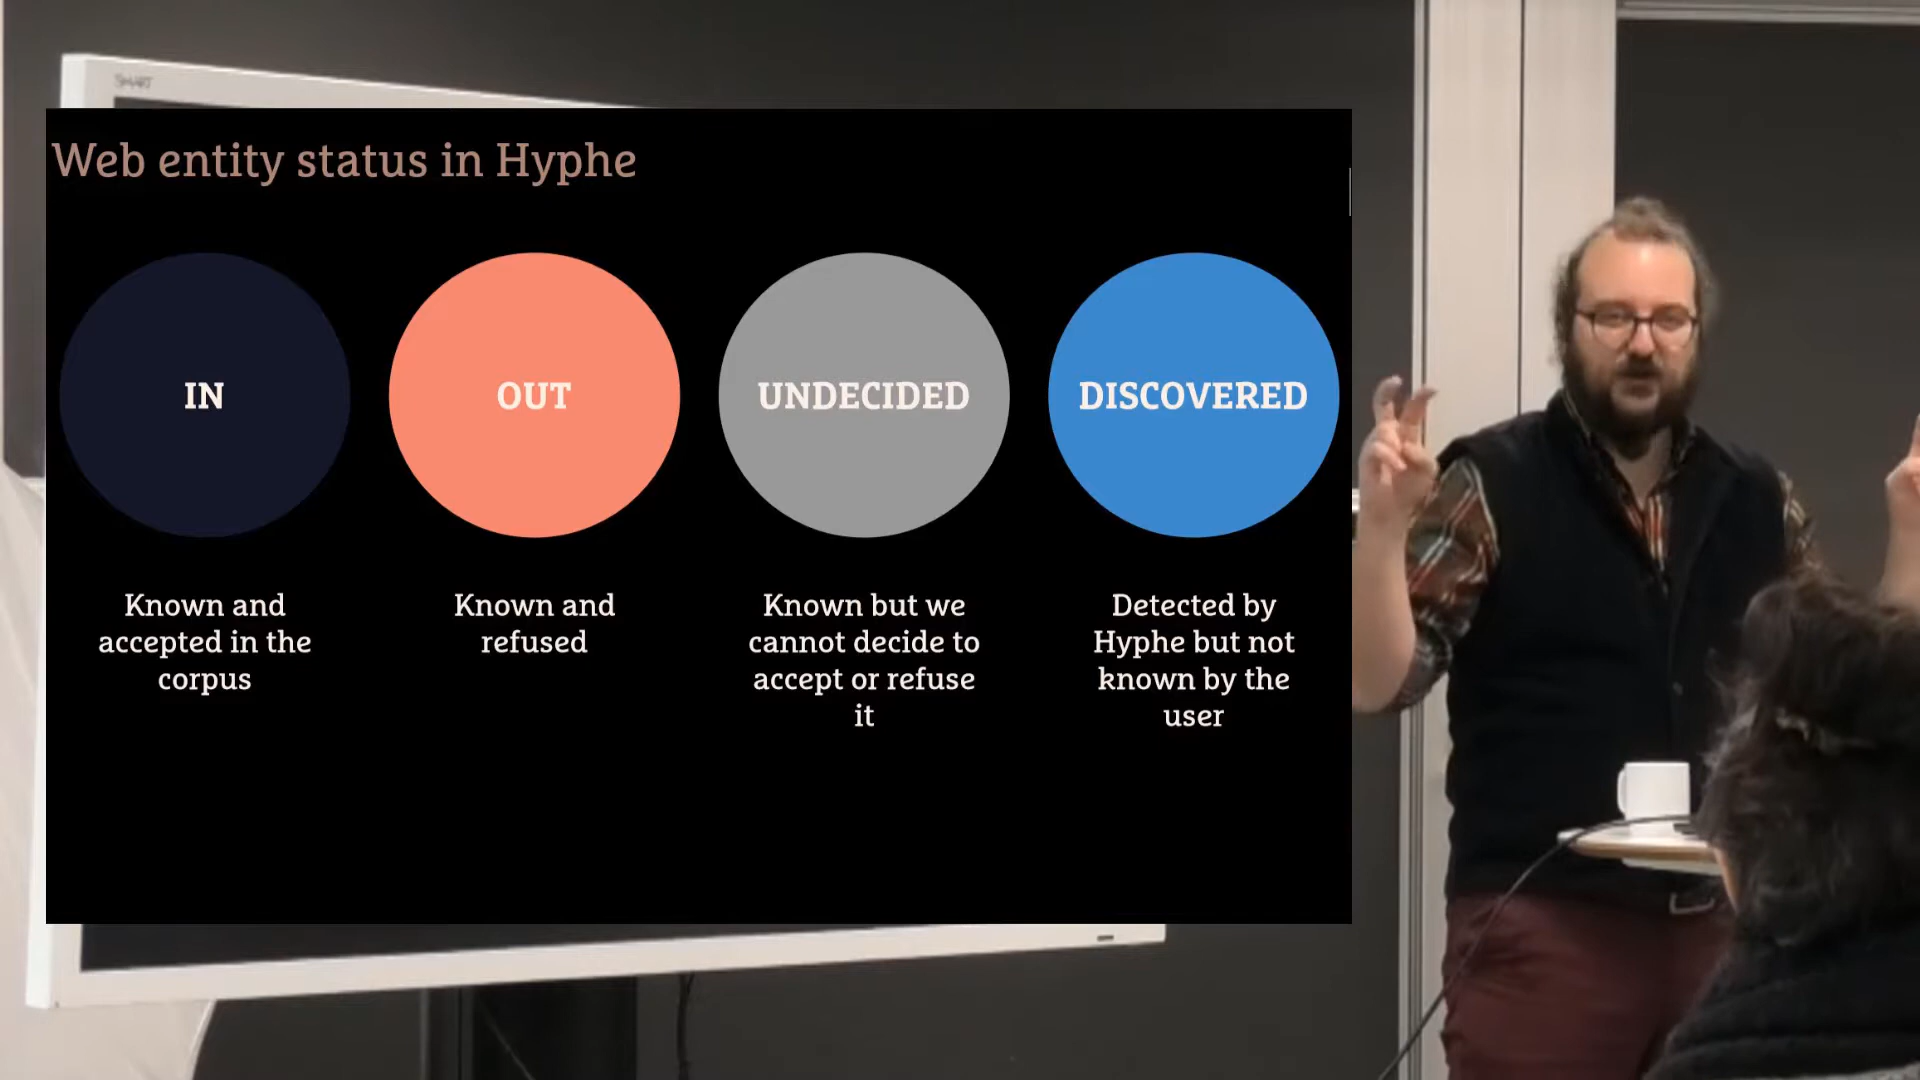 SMART
Web entity status in Hyphe
IN
OUT
UNDECIDED
DISCOVERED
Known and
accepted in the
corpus
Known and
refused
Known but we
cannot decide to
accept or refuse
it
Detected by
Hyphe but not
known by the
user